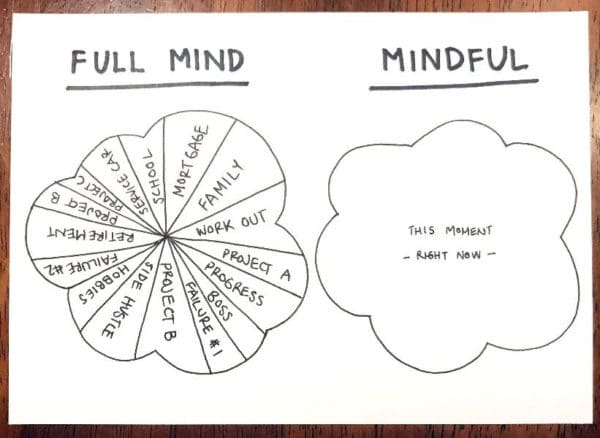 FULL MIND
MINDFUL
MORTGAGE
FAMILY
WORK OUT
PROJECT A
PROGRESS
BOSS
FAILURE #1
PROJECT B
SIDE HUSTLE
HOBBIES
FAILURE #2
RETIREMENT
PROJECT B
PROJECT C
SERVICE CAR
SCHOOL
THIS MOMENT
- RIGHT NOW -